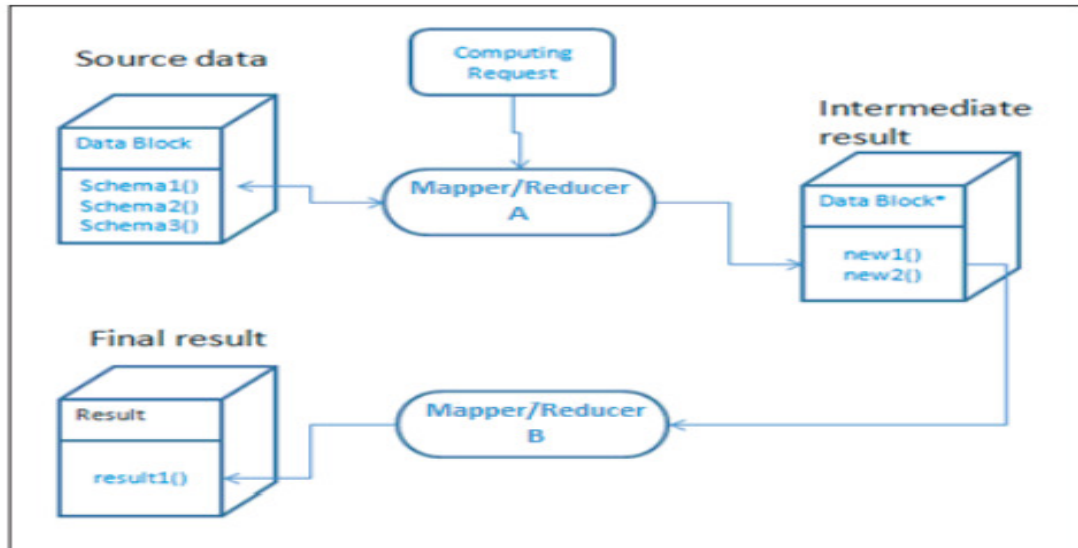 Source data
Computing
Request
Intermediate
result
Data Block
Schema1()
Schema2()
Schema3()
Mapper/Reducer
A
Data Block*
new1()
new2()
Final result
Result
result1()
Mapper/Reducer
B